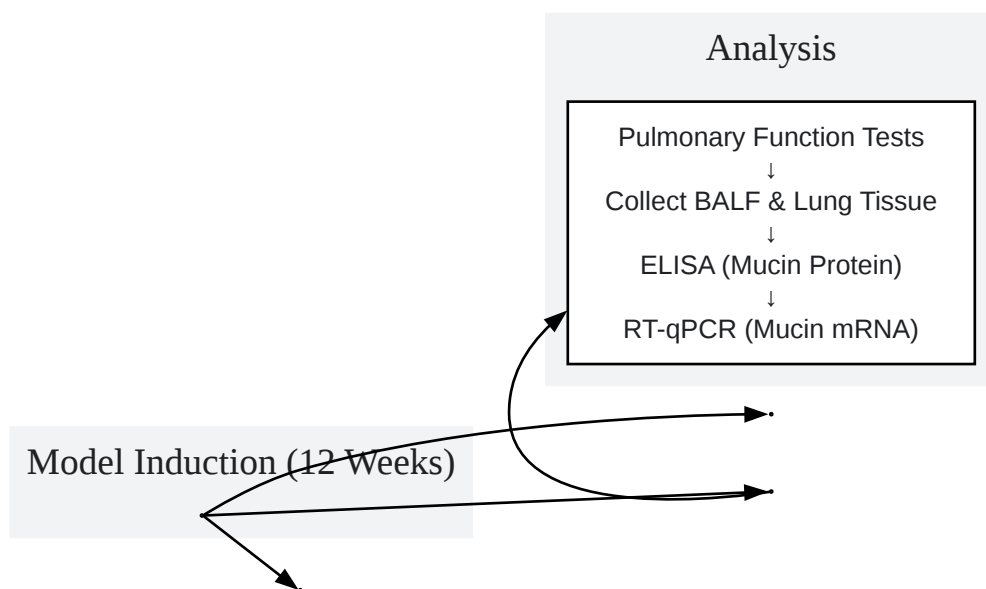 Analysis
Pulmonary Function Tests
↓
Collect BALF & Lung Tissue
↓
ELISA (Mucin Protein)
↓
RT-qPCR (Mucin mRNA)
Model Induction (12 Weeks)